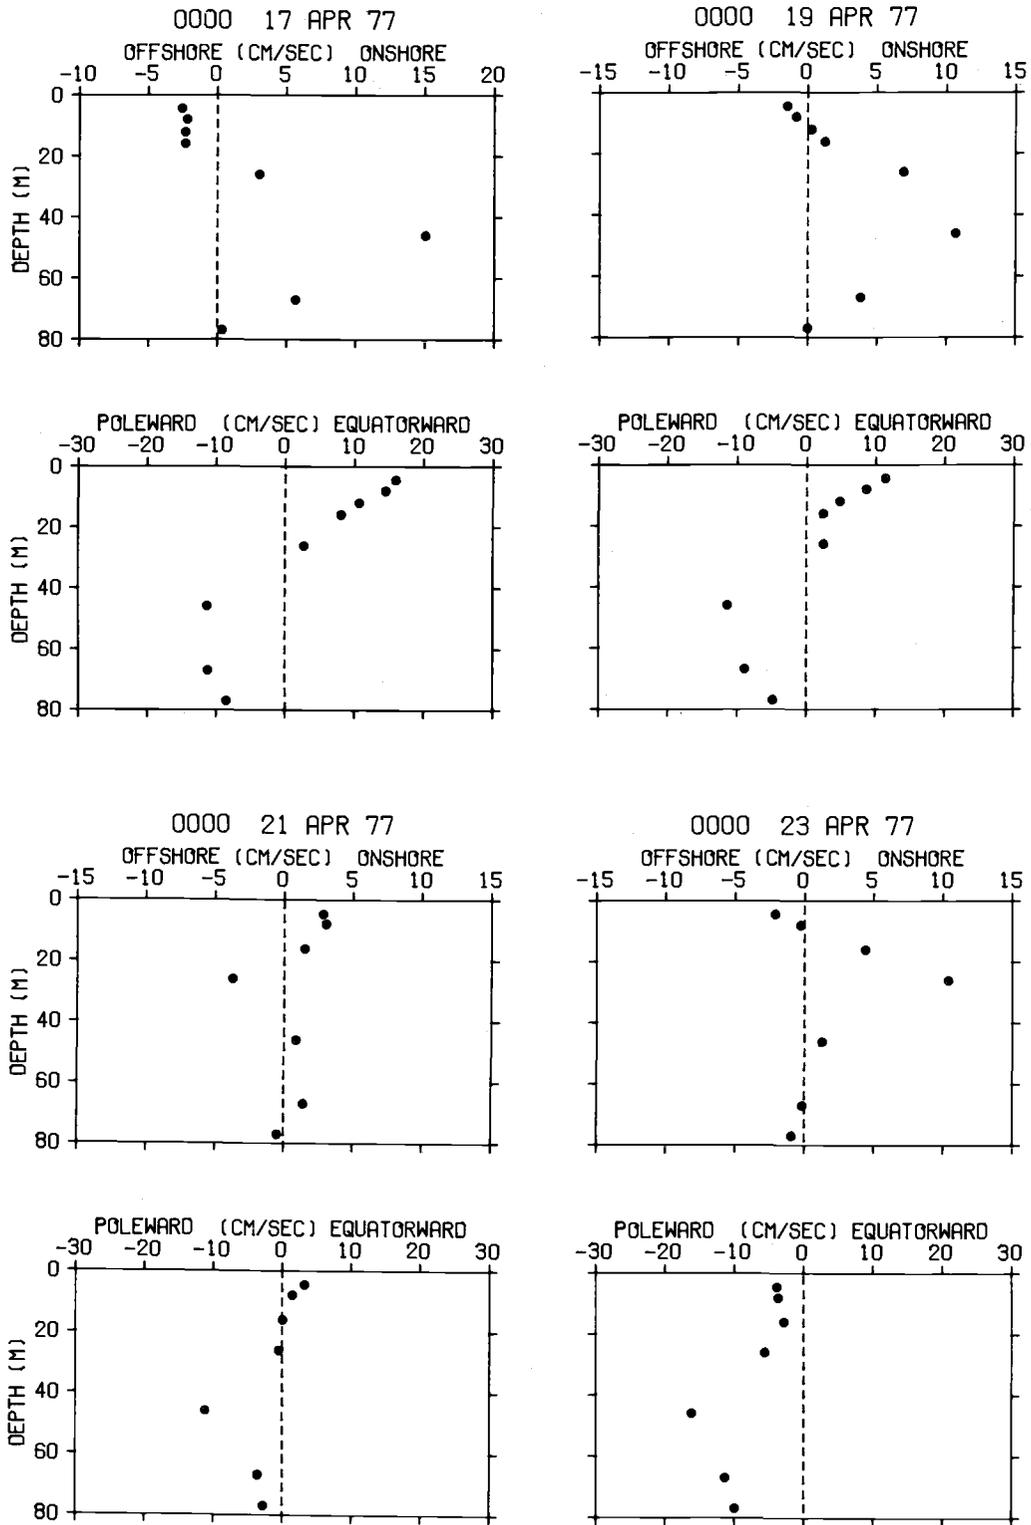 0000 17 APR 77
OFFSHORE (CM/SEC) ONSHORE
-10 -5 0 5 10 15 20
0
20
40
60
80
DEPTH (M)
0000 19 APR 77
OFFSHORE (CM/SEC) ONSHORE
-15 -10 -5 0 5 10 15
POLEWARD (CM/SEC) EQUATORWARD
-30 -20 -10 0 10 20 30
0
20
40
60
80
DEPTH (M)
POLEWARD (CM/SEC) EQUATORWARD
-30 -20 -10 0 10 20 30
0000 21 APR 77
OFFSHORE (CM/SEC) ONSHORE
-15 -10 -5 0 5 10 15
0
20
40
60
80
DEPTH (M)
0000 23 APR 77
OFFSHORE (CM/SEC) ONSHORE
-15 -10 -5 0 5 10 15
POLEWARD (CM/SEC) EQUATORWARD
-30 -20 -10 0 10 20 30
0
20
40
60
80
DEPTH (M)
POLEWARD (CM/SEC) EQUATORWARD
-30 -20 -10 0 10 20 30